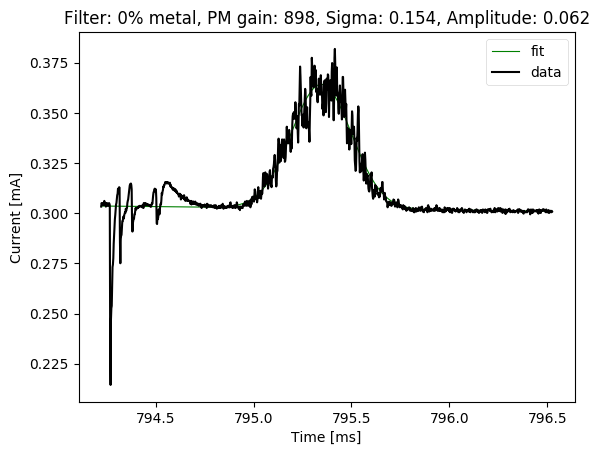 Filter: 0% metal, PM gain: 898, Sigma: 0.154, Amplitude: 0.062
fit
data
0.375
0.350
0.325
0.300
0.275
0.250
0.225
Current [mA]
794.5 795.0 795.5 796.0 796.5
Time [ms]